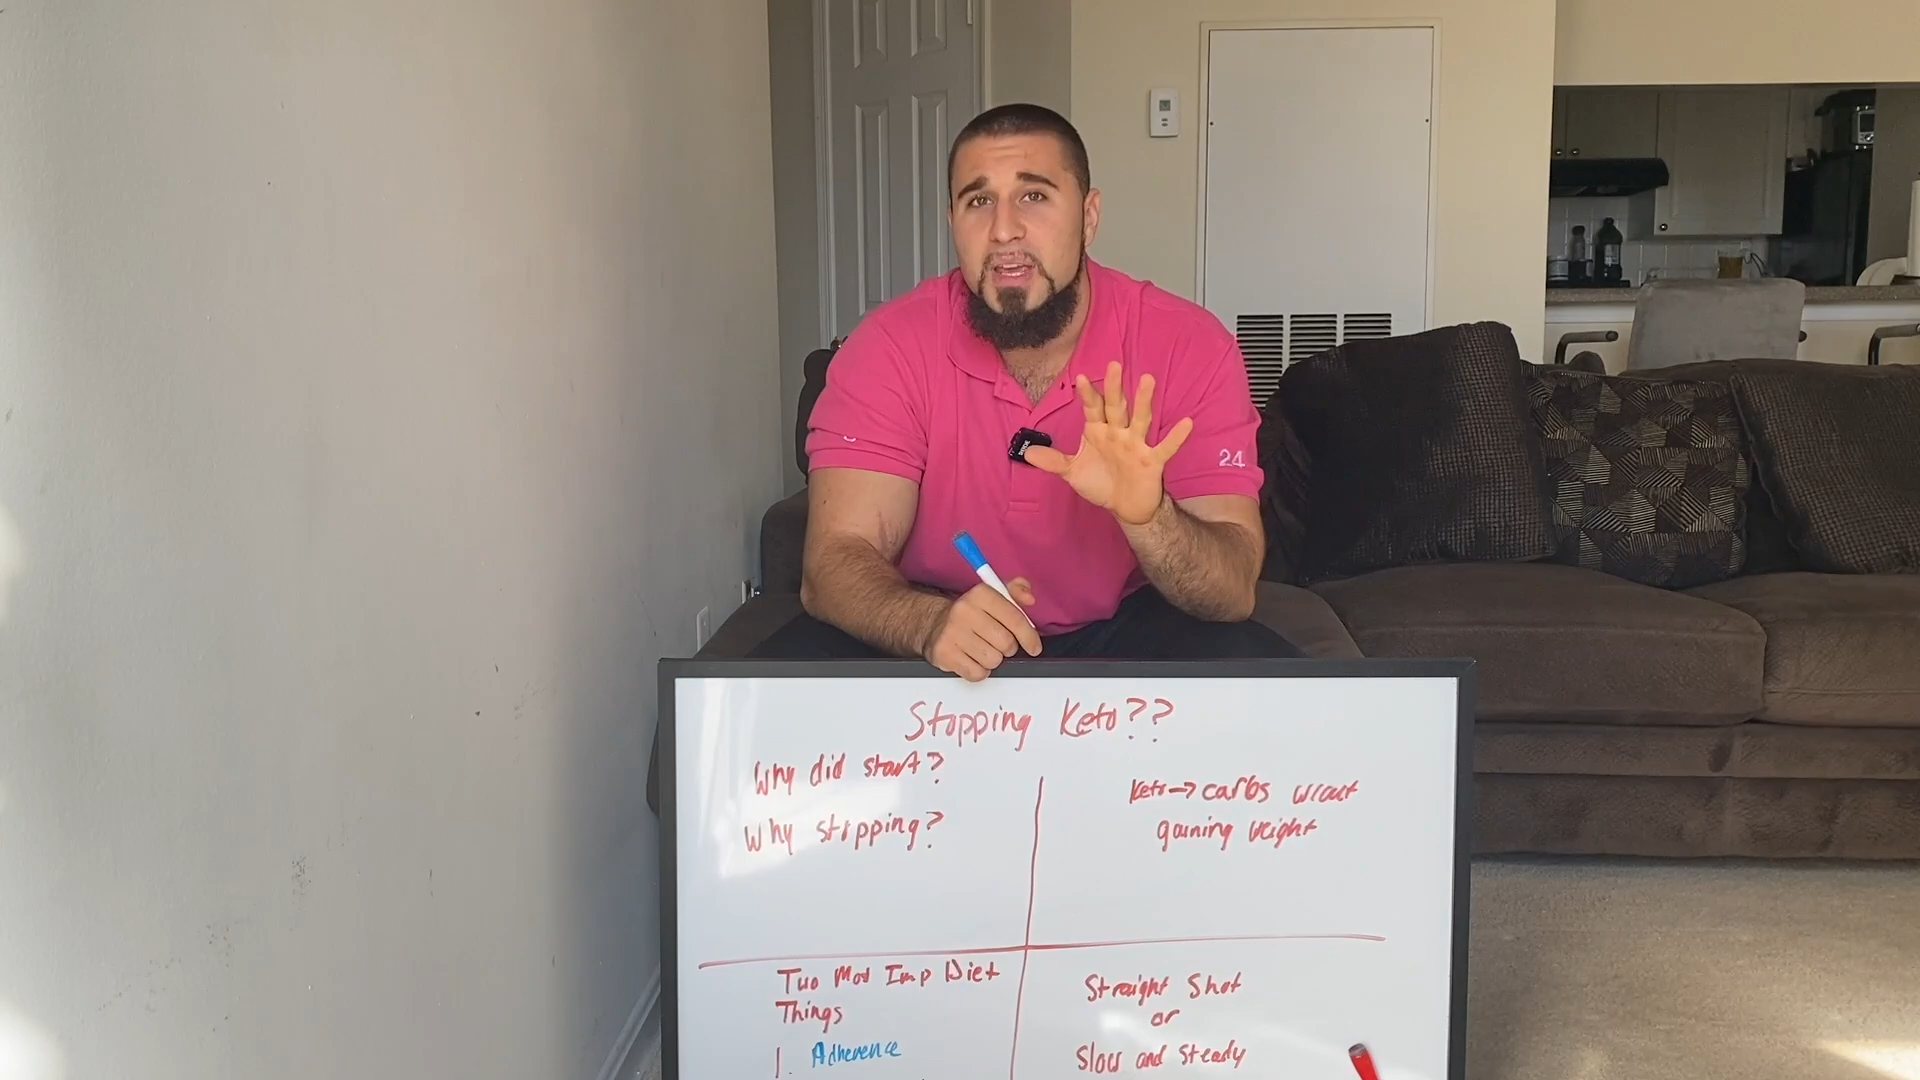 24
Stopping Keto??
Why did start?
Why stopping?
Keto → carbs w/out
gaining weight
Two Most Imp Diet
Things
1. Adherence
Straight Shot
or
Slow and Steady